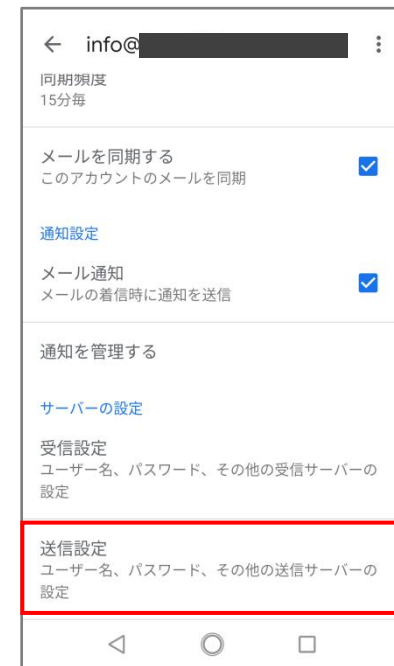 info@
同期頻度
15分毎
メールを同期する
このアカウントのメールを同期
通知設定
メール通知
メールの着信時に通知を送信
通知を管理する
サーバーの設定
受信設定
ユーザー名、パスワード、その他の受信サーバーの
設定
送信設定
ユーザー名、パスワード、その他の送信サーバーの
設定